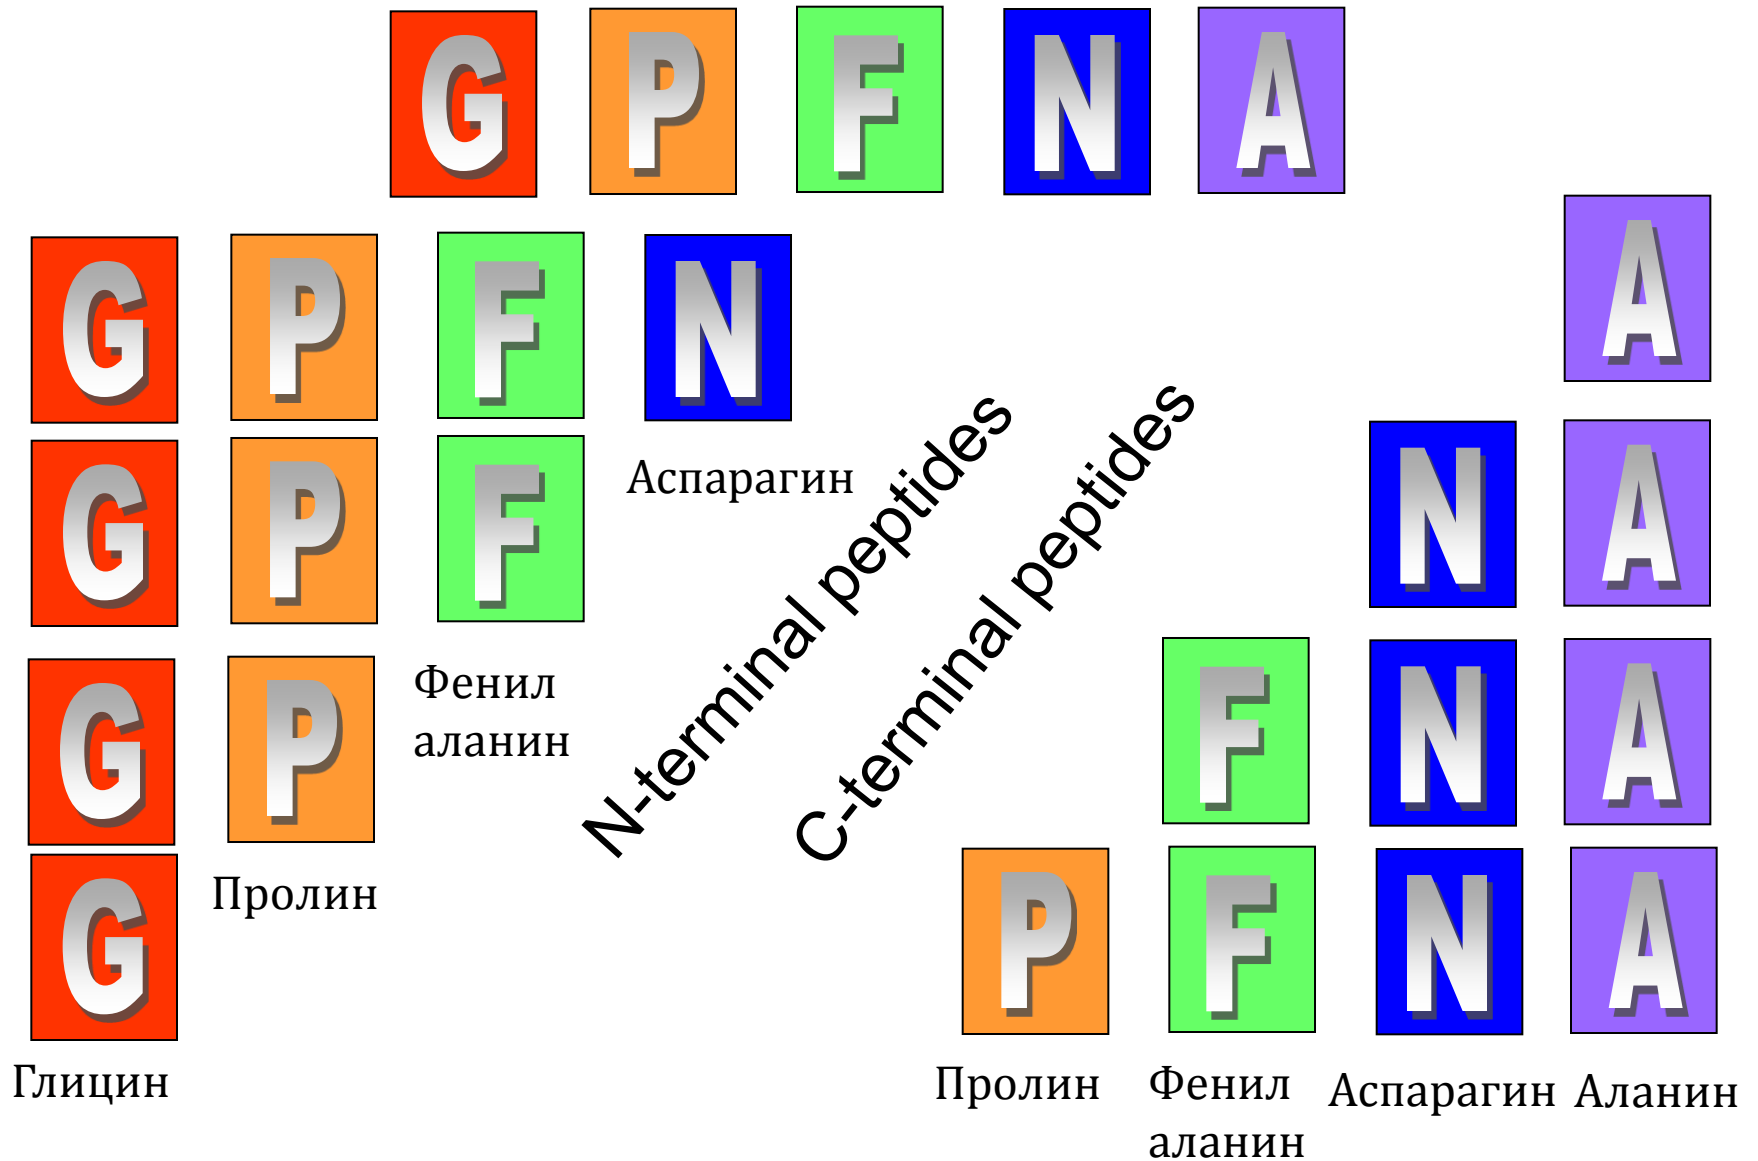 G P F N A
G P F N
A
G P F
Аспарагин
N A
N-terminal peptides
C-terminal peptides
G P
Фенил
аланин
F N A
G
Пролин
P F N A
Глицин
Пролин
Фенил
аланин
Аспарагин
Аланин